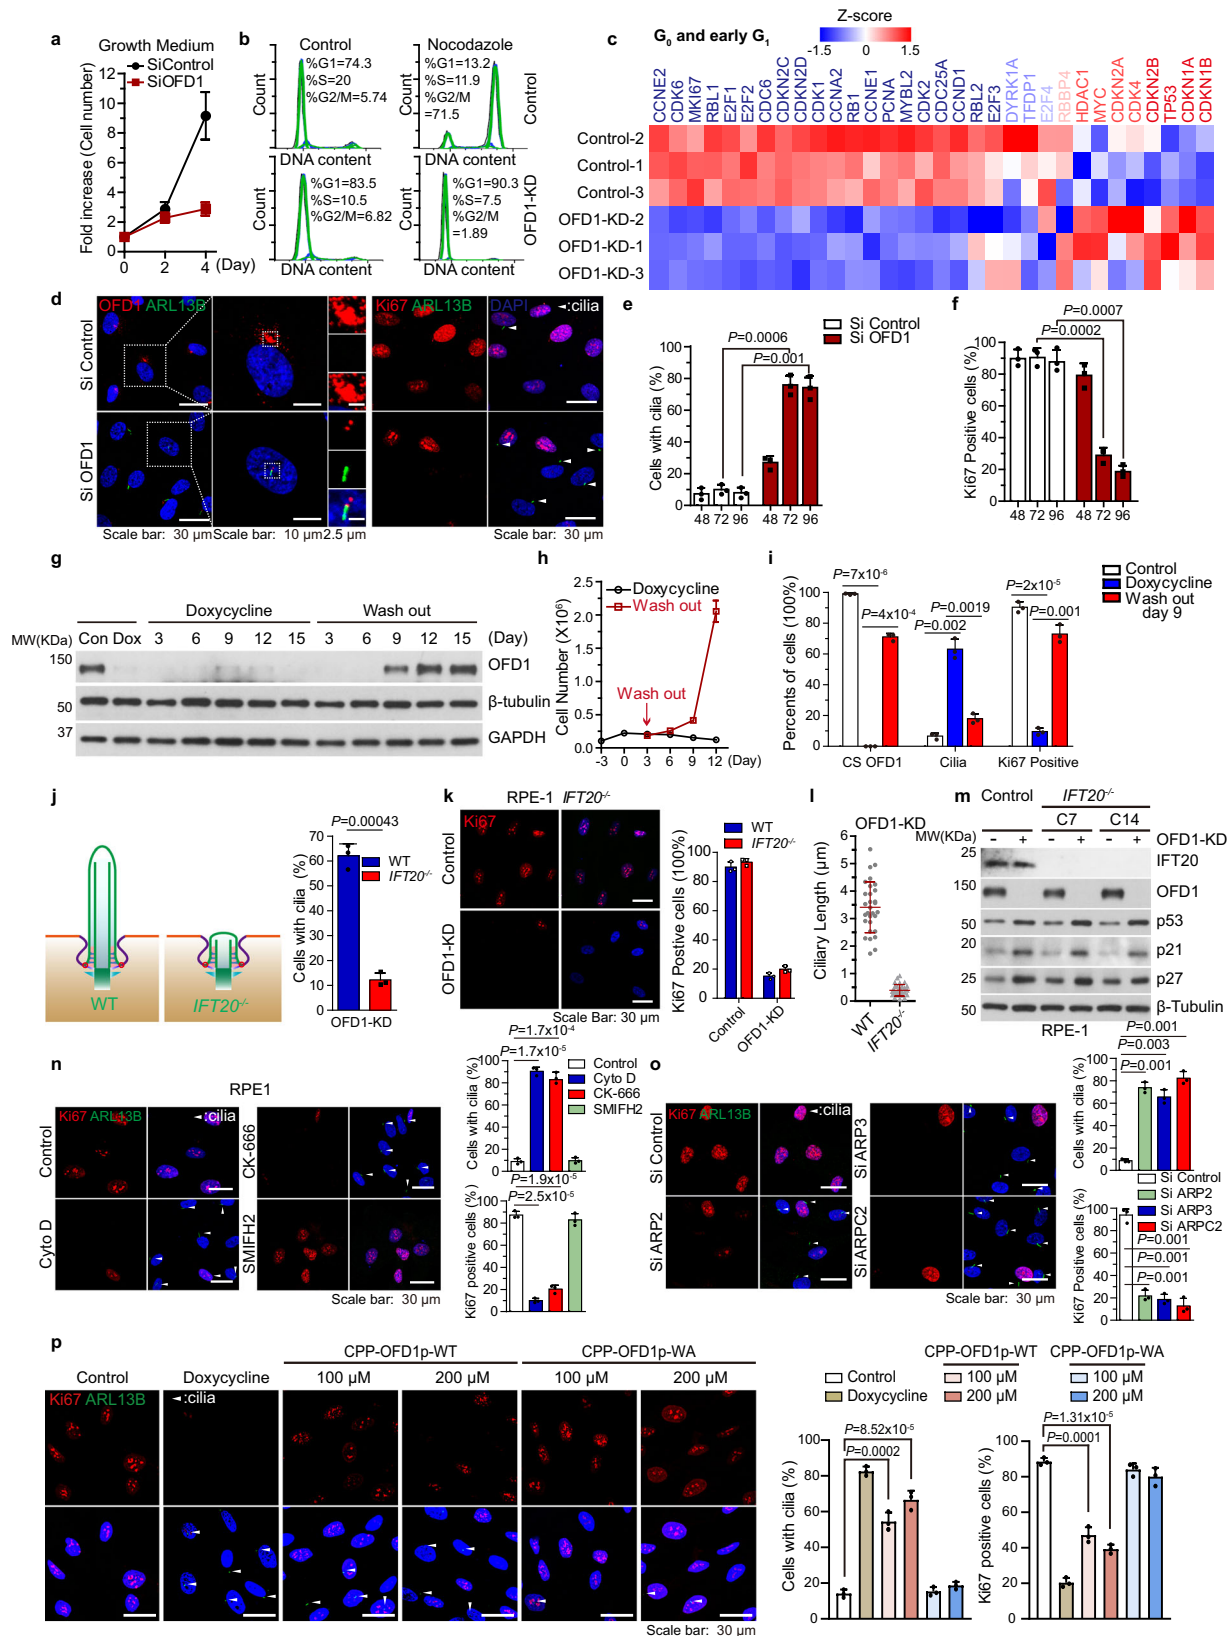 a
Growth Medium
SiControl
SiOFD1
Fold increase (Cell number)
12
10
8
6
4
2
0
0 2 4 (Day)
b
Control
Nocodazole
%G1=74.3
%S=20
%G2/M=5.74
%G1=13.2
%S=11.9
%G2/M
=71.5
Count
Count
Control
DNA content
DNA content
%G1=83.5
%S=10.5
%G2/M=6.82
%G1=90.3
%S=7.5
%G2/M
=1.89
Count
Count
OFD1-KD
DNA content
DNA content
c
G0 and early G1
Z-score
-1.5 0 1.5
CCNE2
CDK6
MKI67
RBL1
E2F1
E2F2
CDC6
CDKN2C
CDKN2D
CDK1
CCNA2
RB1
CCNE1
PCNA
MYBL2
CDK2
CDC25A
CCND1
RBL2
E2F3
DYRK1A
TFDP1
E2F4
RBBP4
HDAC1
MYC
CDKN2A
CDK4
CDKN2B
TP53
CDKN1A
CDKN1B
Control-2
Control-1
Control-3
OFD1-KD-2
OFD1-KD-1
OFD1-KD-3
d
OFD1 ARL13B
Ki67 ARL13B
DAPI
:cilia
Si Control
Si OFD1
Scale bar: 30 µm
Scale bar: 10 µm
2.5 µm
Scale bar: 30 µm
e
Si Control
Si OFD1
P=0.0006
P=0.001
Cells with cilia (%)
100
80
60
40
20
0
48 72 96 48 72 96
f
P=0.0007
P=0.0002
Ki67 Positive cells (%)
100
80
60
40
20
0
48 72 96 48 72 96
g
Doxycycline
Wash out
MW(KDa)
Con Dox 3 6 9 12 15 3 6 9 12 15 (Day)
150
OFD1
50
β-tubulin
37
GAPDH
h
Doxycycline
Wash out
Cell Number (X10⁶)
2.5
2.0
1.5
1.0
0.5
0.0
Wash out
-3 0 3 6 9 12 (Day)
i
Control
Doxycycline
Wash out
day 9
P=7x10⁻⁶
P=4x10⁻⁴
P=0.0019
P=0.002
P=2x10⁻⁵
P=0.001
Percents of cells (100%)
100
80
60
40
20
0
CS OFD1
Cilia
Ki67 Positive
j
WT
IFT20⁻/⁻
P=0.00043
WT
IFT20⁻/⁻
Cells with cilia (%)
70
60
50
40
30
20
10
0
OFD1-KD
k
RPE-1 IFT20⁻/⁻
Ki67
Control
OFD1-KD
Scale Bar: 30 µm
WT
IFT20⁻/⁻
Ki67 Postive cells (100%)
100
80
60
40
20
0
Control
OFD1-KD
l
OFD1-KD
Ciliary Length (µm)
6
5
4
3
2
1
0
WT
IFT20⁻/⁻
m
Control
IFT20⁻/⁻
C7
C14
MW(KDa)
- + - + - + OFD1-KD
25
IFT20
150
OFD1
50
p53
20
p21
25
p27
50
β-Tubulin
RPE-1
n
RPE1
Ki67 ARL13B
:cilia
Control
Cyto D
CK-666
SMIFH2
Scale bar: 30 µm
P=1.7x10⁻⁴
P=1.7x10⁻⁵
Control
Cyto D
CK-666
SMIFH2
Cells with cilia (%)
100
80
60
40
20
0
P=1.9x10⁻⁵
P=2.5x10⁻⁵
Ki67 positive cells (%)
100
80
60
40
20
0
o
Ki67 ARL13B
:cilia
Si Control
Si ARP2
Si ARP3
Si ARPC2
Scale bar: 30 µm
P=0.001
P=0.003
P=0.001
Cells with cilia (%)
100
80
60
40
20
0
Si Control
Si ARP2
Si ARP3
Si ARPC2
Ki67 Positive cells (%)
100
80
60
40
20
0
P=0.001
P=0.001
P=0.001
p
CPP-OFD1p-WT
CPP-OFD1p-WA
Control
Doxycycline
100 µM
200 µM
100 µM
200 µM
Ki67 ARL13B
:cilia
Scale bar: 30 µm
CPP-OFD1p-WT
CPP-OFD1p-WA
Control
Doxycycline
100 µM
200 µM
100 µM
200 µM
P=8.52x10⁻⁵
P=0.0002
Cells with cilia (%)
100
80
60
40
20
0
P=1.31x10⁻⁵
P=0.0001
Ki67 positive cells (%)
100
80
60
40
20
0